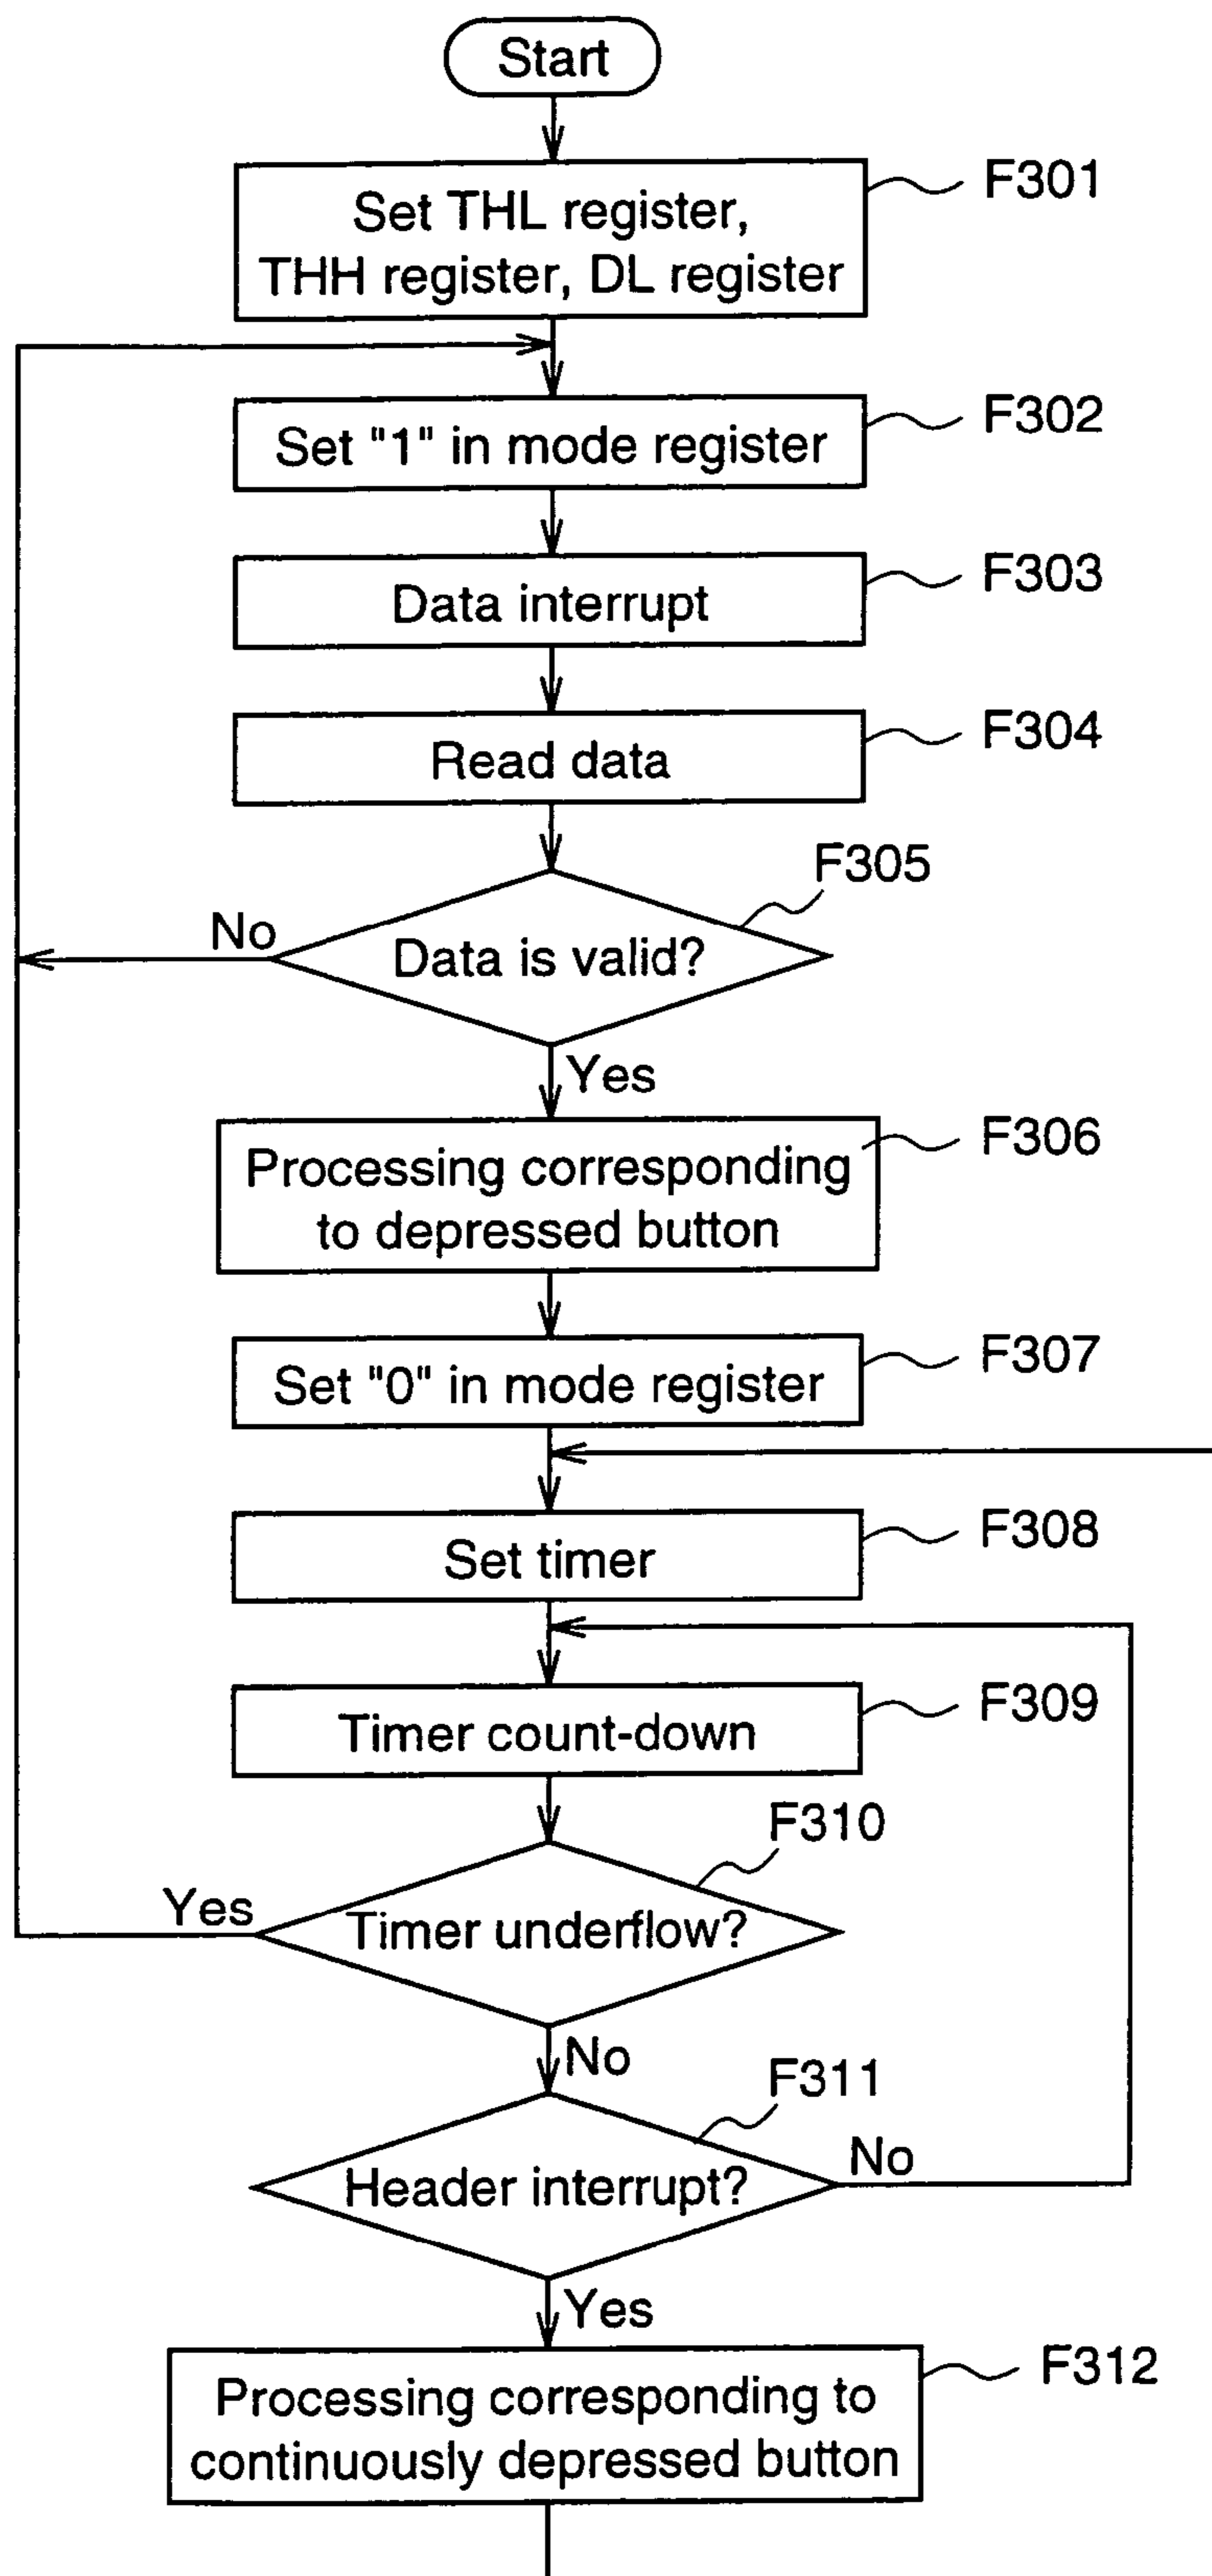 Start
F301
Set THL register,
THH register, DL register
F302
Set "1" in mode register
F303
Data interrupt
F304
Read data
F305
No
Data is valid?
Yes
F306
Processing corresponding
to depressed button
F307
Set "0" in mode register
F308
Set timer
F309
Timer count-down
F310
Yes
Timer underflow?
No
F311
Header interrupt?
No
Yes
F312
Processing corresponding to
continuously depressed button